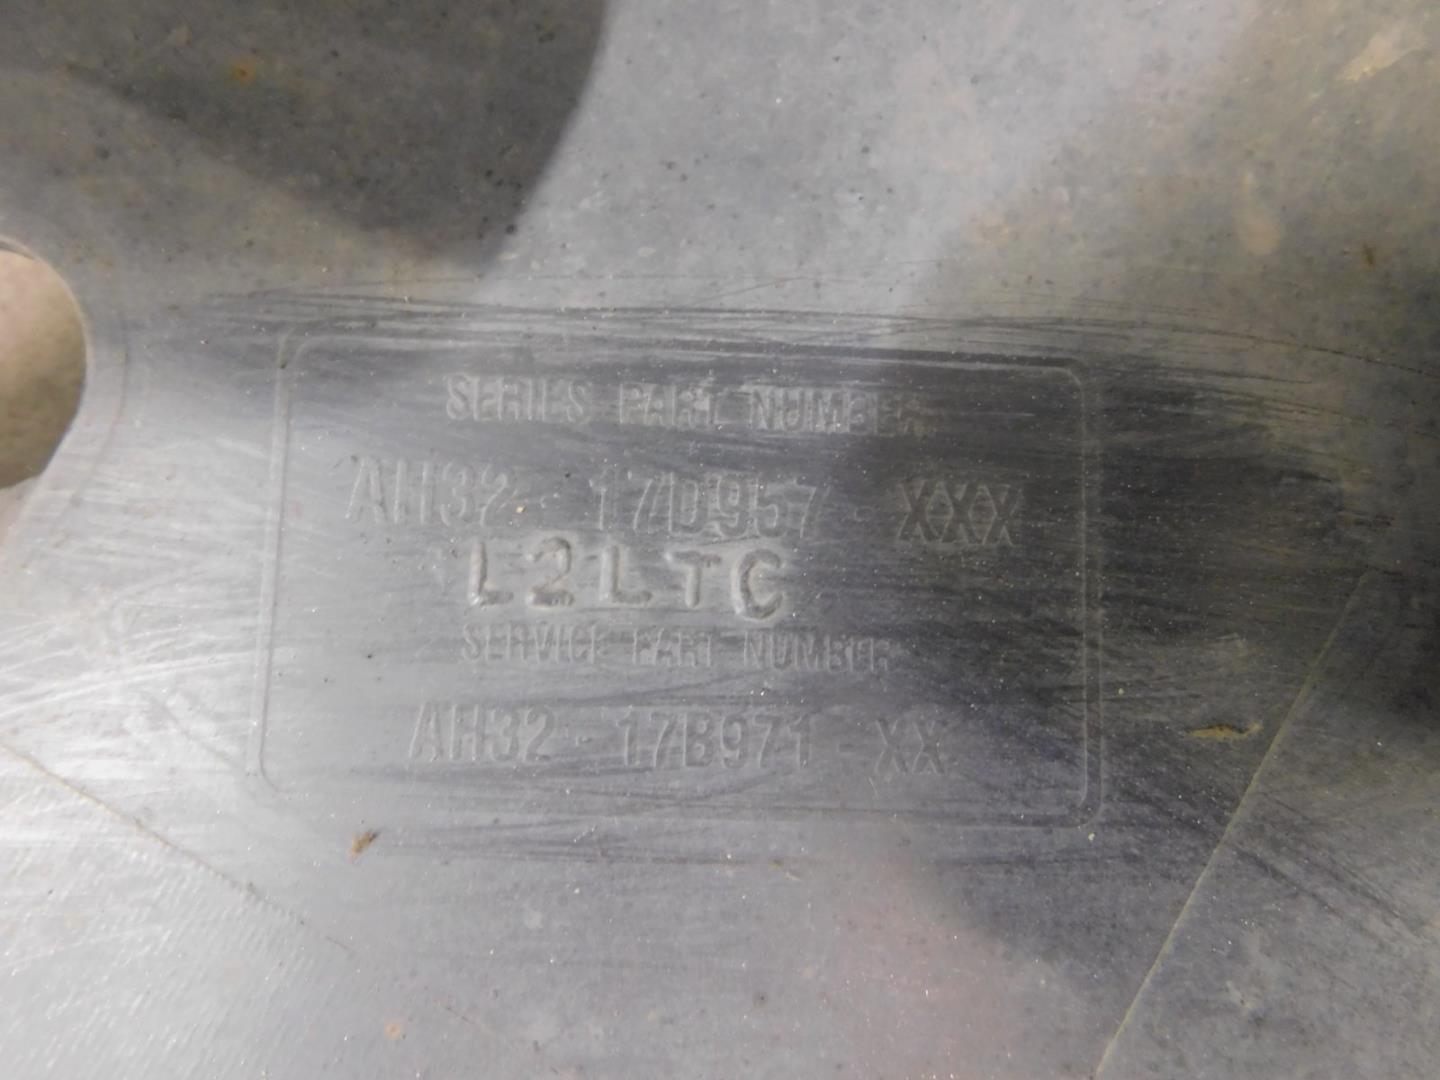 SERIES PART NUMBER
AH32-17D957-XXX
L2LTC
SERVICE PART NUMBER
AH32-17B971-XX